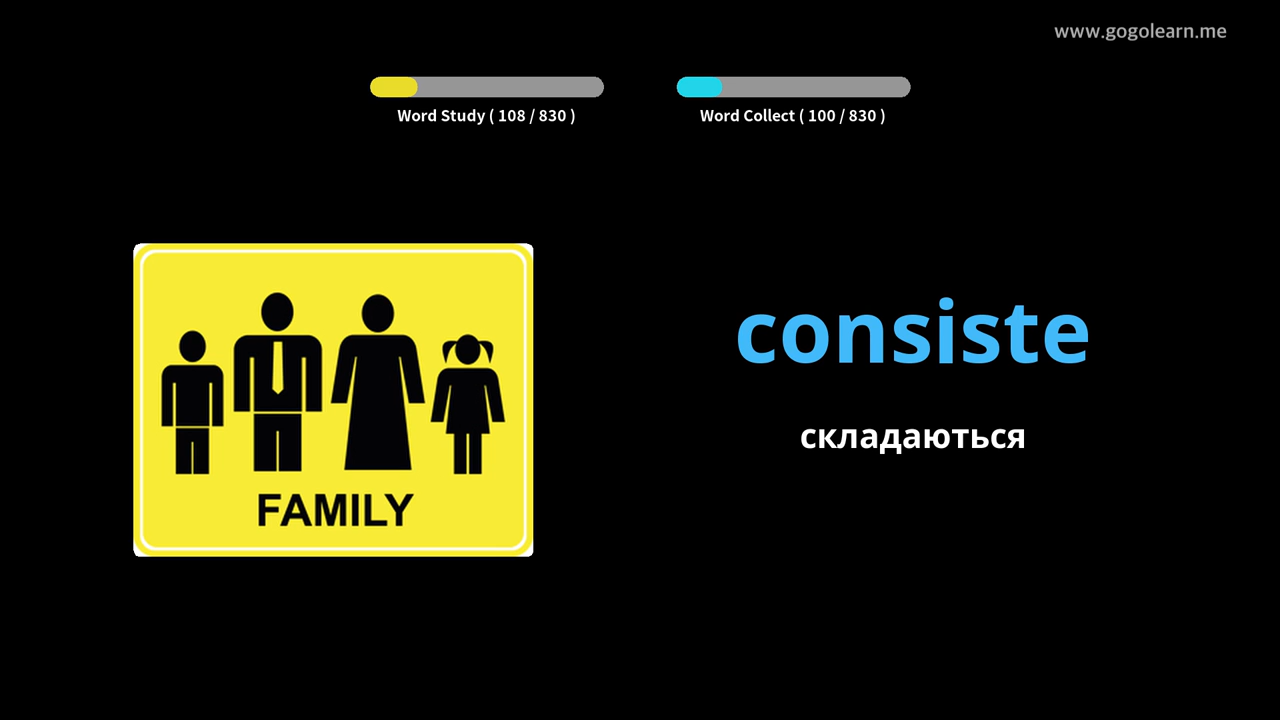 www.gogolearn.me
Word Study ( 108 / 830 )
Word Collect ( 100 / 830 )
consiste
складаються
FAMILY